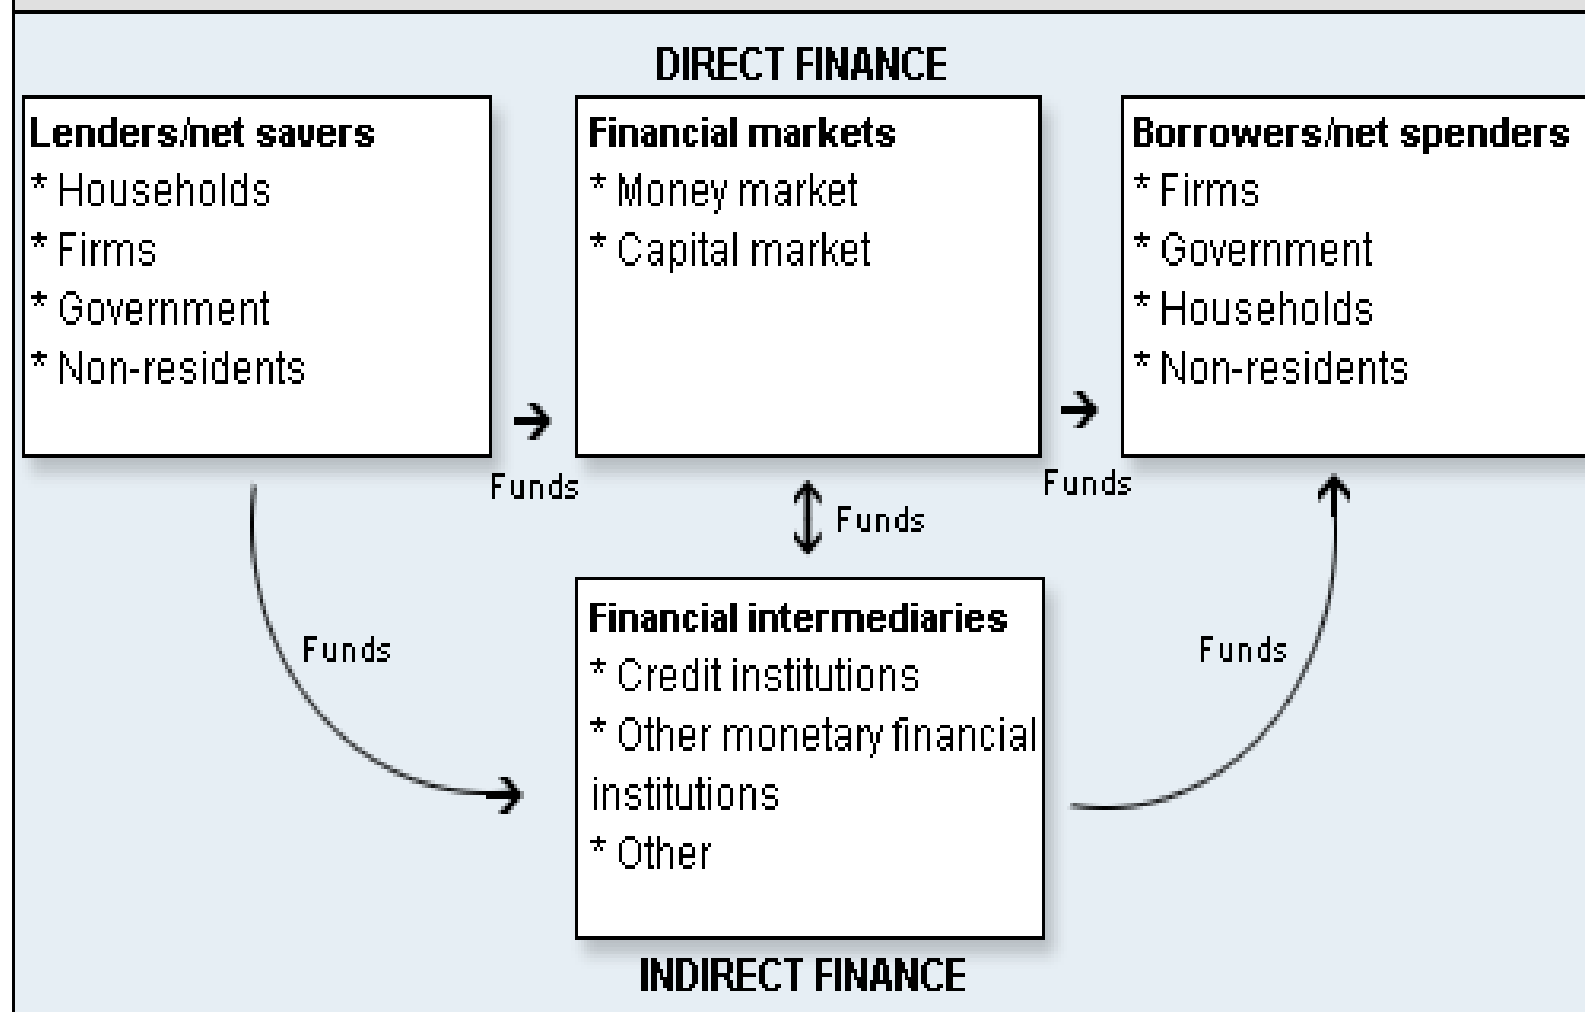 DIRECT FINANCE
Lenders/net savers
* Households
* Firms
* Government
* Non-residents
Funds
Financial markets
* Money market
* Capital market
Funds
Borrowers/net spenders
* Firms
* Government
* Households
* Non-residents
Funds
Funds
Financial intermediaries
* Credit institutions
* Other monetary financial
institutions
* Other
Funds
INDIRECT FINANCE